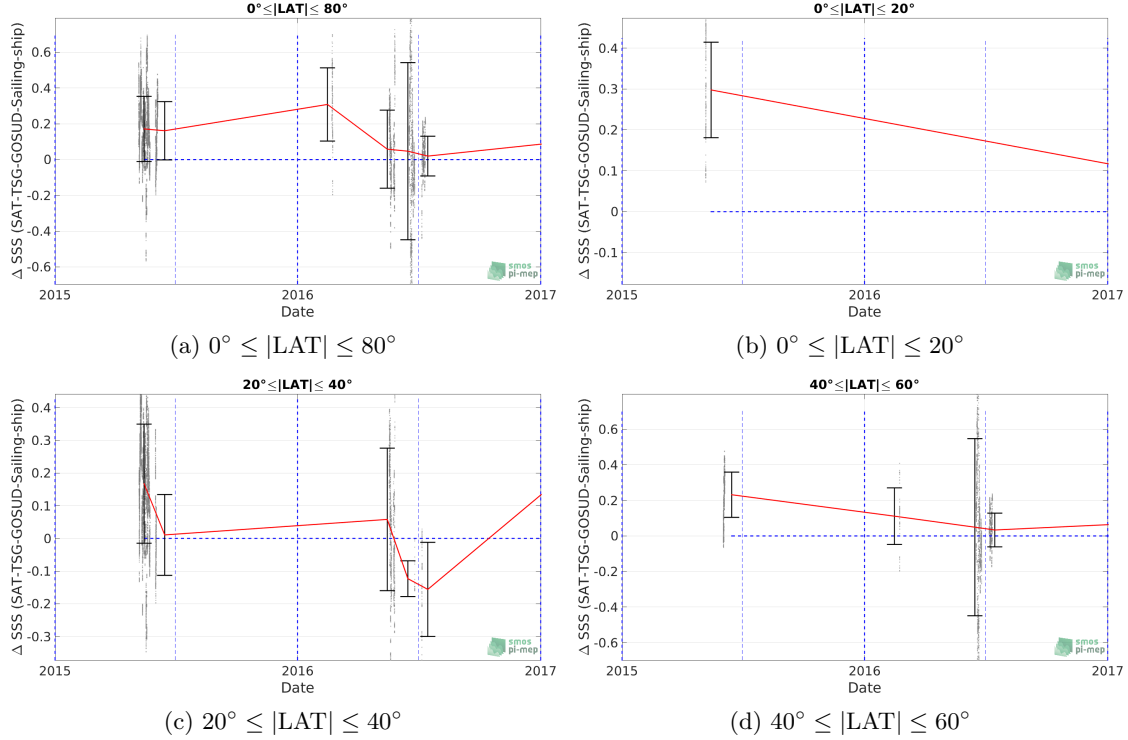 0°≤|LAT|≤ 80°
Δ SSS (SAT-TSG-GOSUD-Sailing-ship)
0.6
0.4
0.2
0
-0.2
-0.4
-0.6
2015
2016
2017
Date
smos
pi-mep
(a) 0° ≤ |LAT| ≤ 80°
0°≤|LAT|≤ 20°
Δ SSS (SAT-TSG-GOSUD-Sailing-ship)
0.4
0.3
0.2
0.1
0
-0.1
2015
2016
2017
Date
smos
pi-mep
(b) 0° ≤ |LAT| ≤ 20°
20°≤|LAT|≤ 40°
Δ SSS (SAT-TSG-GOSUD-Sailing-ship)
0.4
0.3
0.2
0.1
0
-0.1
-0.2
-0.3
2015
2016
2017
Date
smos
pi-mep
(c) 20° ≤ |LAT| ≤ 40°
40°≤|LAT|≤ 60°
Δ SSS (SAT-TSG-GOSUD-Sailing-ship)
0.6
0.4
0.2
0
-0.2
-0.4
-0.6
2015
2016
2017
Date
smos
pi-mep
(d) 40° ≤ |LAT| ≤ 60°